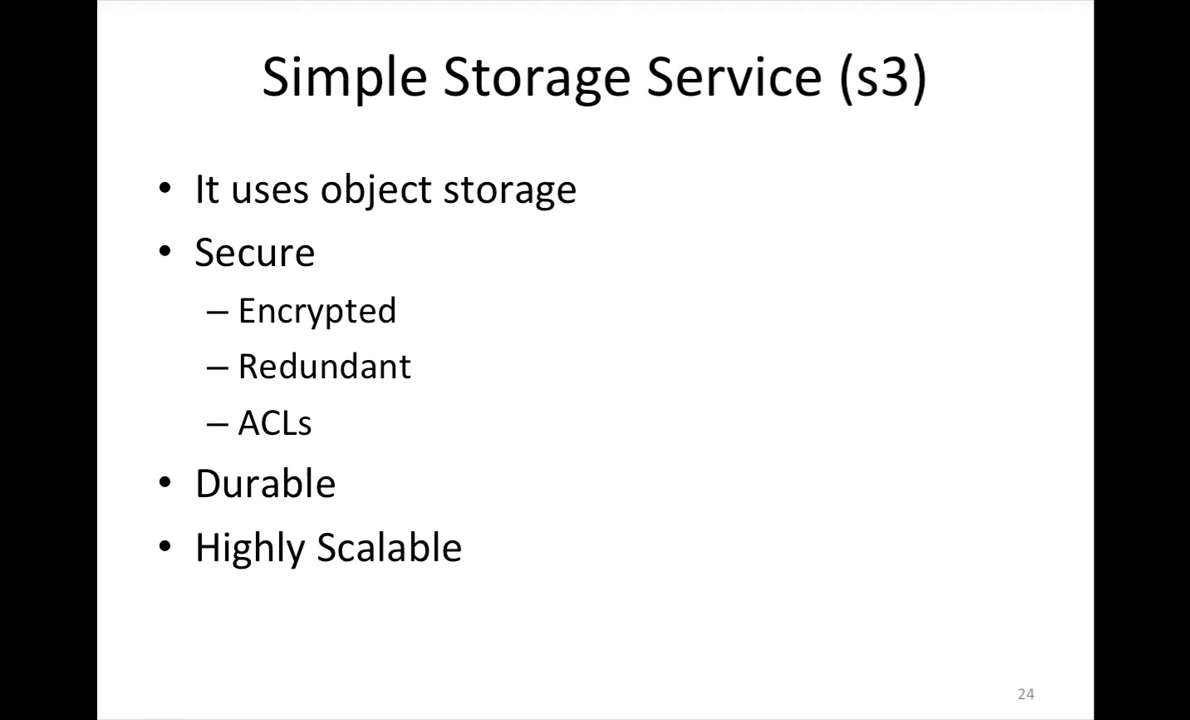 Simple Storage Service (s3)
• It uses object storage
• Secure
– Encrypted
– Redundant
– ACLs
• Durable
• Highly Scalable
24